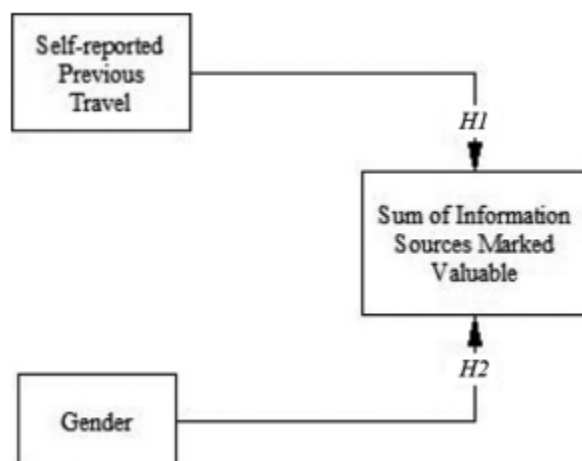 Self-reported
Previous
Travel
H1
Sum of Information
Sources Marked
Valuable
H2
Gender